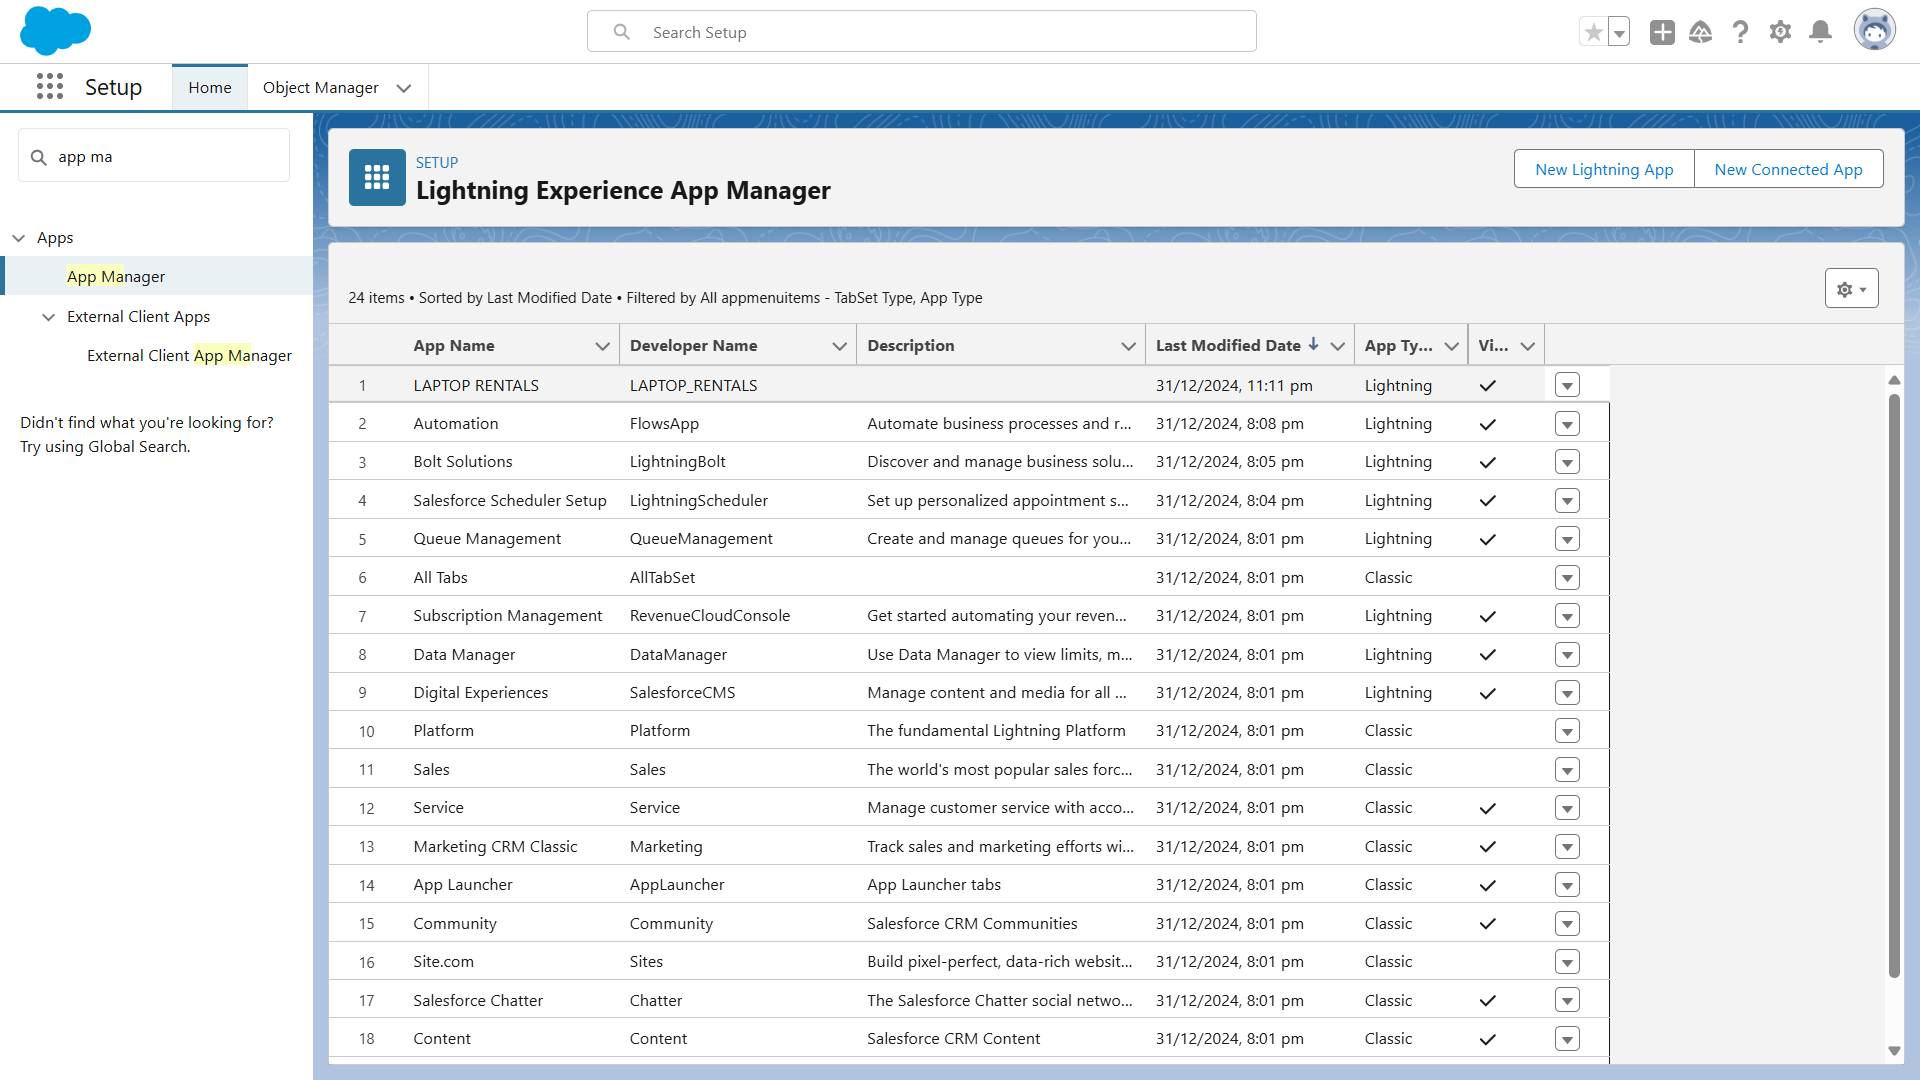 Search Setup
Setup
Home
Object Manager
app ma
Apps
App Manager
External Client Apps
External Client App Manager
Didn't find what you're looking for?
Try using Global Search.
SETUP
Lightning Experience App Manager
New Lightning App
New Connected App
24 items • Sorted by Last Modified Date • Filtered by All appmenuitems - TabSet Type, App Type
App Name Developer Name Description Last Modified Date App Ty... Vi...
1 LAPTOP RENTALS LAPTOP_RENTALS 31/12/2024, 11:11 pm Lightning
2 Automation FlowsApp Automate business processes and r... 31/12/2024, 8:08 pm Lightning
3 Bolt Solutions LightningBolt Discover and manage business solu... 31/12/2024, 8:05 pm Lightning
4 Salesforce Scheduler Setup LightningScheduler Set up personalized appointment s... 31/12/2024, 8:04 pm Lightning
5 Queue Management QueueManagement Create and manage queues for you... 31/12/2024, 8:01 pm Lightning
6 All Tabs AllTabSet 31/12/2024, 8:01 pm Classic
7 Subscription Management RevenueCloudConsole Get started automating your reven... 31/12/2024, 8:01 pm Lightning
8 Data Manager DataManager Use Data Manager to view limits, m... 31/12/2024, 8:01 pm Lightning
9 Digital Experiences SalesforceCMS Manage content and media for all ... 31/12/2024, 8:01 pm Lightning
10 Platform Platform The fundamental Lightning Platform 31/12/2024, 8:01 pm Classic
11 Sales Sales The world's most popular sales forc... 31/12/2024, 8:01 pm Classic
12 Service Service Manage customer service with acco... 31/12/2024, 8:01 pm Classic
13 Marketing CRM Classic Marketing Track sales and marketing efforts wi... 31/12/2024, 8:01 pm Classic
14 App Launcher AppLauncher App Launcher tabs 31/12/2024, 8:01 pm Classic
15 Community Community Salesforce CRM Communities 31/12/2024, 8:01 pm Classic
16 Site.com Sites Build pixel-perfect, data-rich websit... 31/12/2024, 8:01 pm Classic
17 Salesforce Chatter Chatter The Salesforce Chatter social netwo... 31/12/2024, 8:01 pm Classic
18 Content Content Salesforce CRM Content 31/12/2024, 8:01 pm Classic